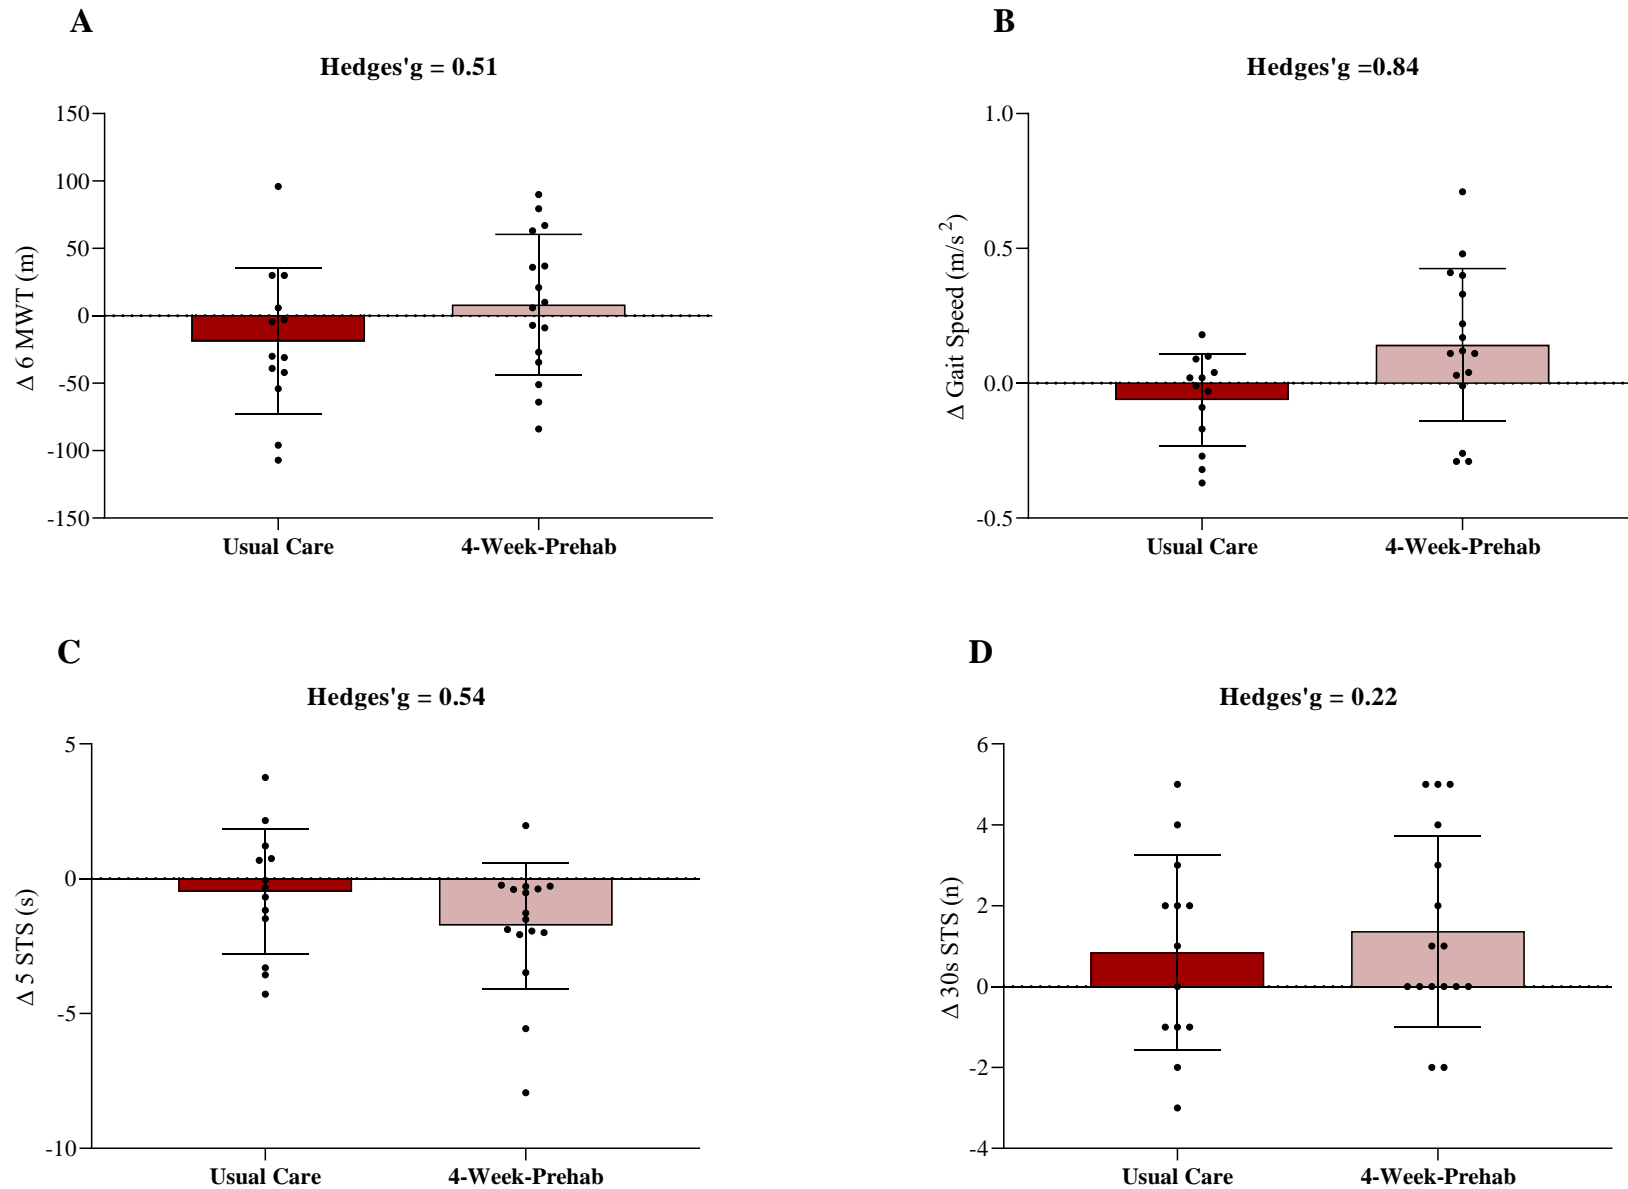 A
Hedges'g = 0.51
150
100
50
0
-50
-100
-150
Δ 6 MWT (m)
Usual Care
4-Week-Prehab
B
Hedges'g =0.84
1.0
0.5
0.0
-0.5
Δ Gait Speed (m/s ²)
Usual Care
4-Week-Prehab
C
Hedges'g = 0.54
5
0
-5
-10
Δ 5 STS (s)
Usual Care
4-Week-Prehab
D
Hedges'g = 0.22
6
4
2
0
-2
-4
Δ 30s STS (n)
Usual Care
4-Week-Prehab